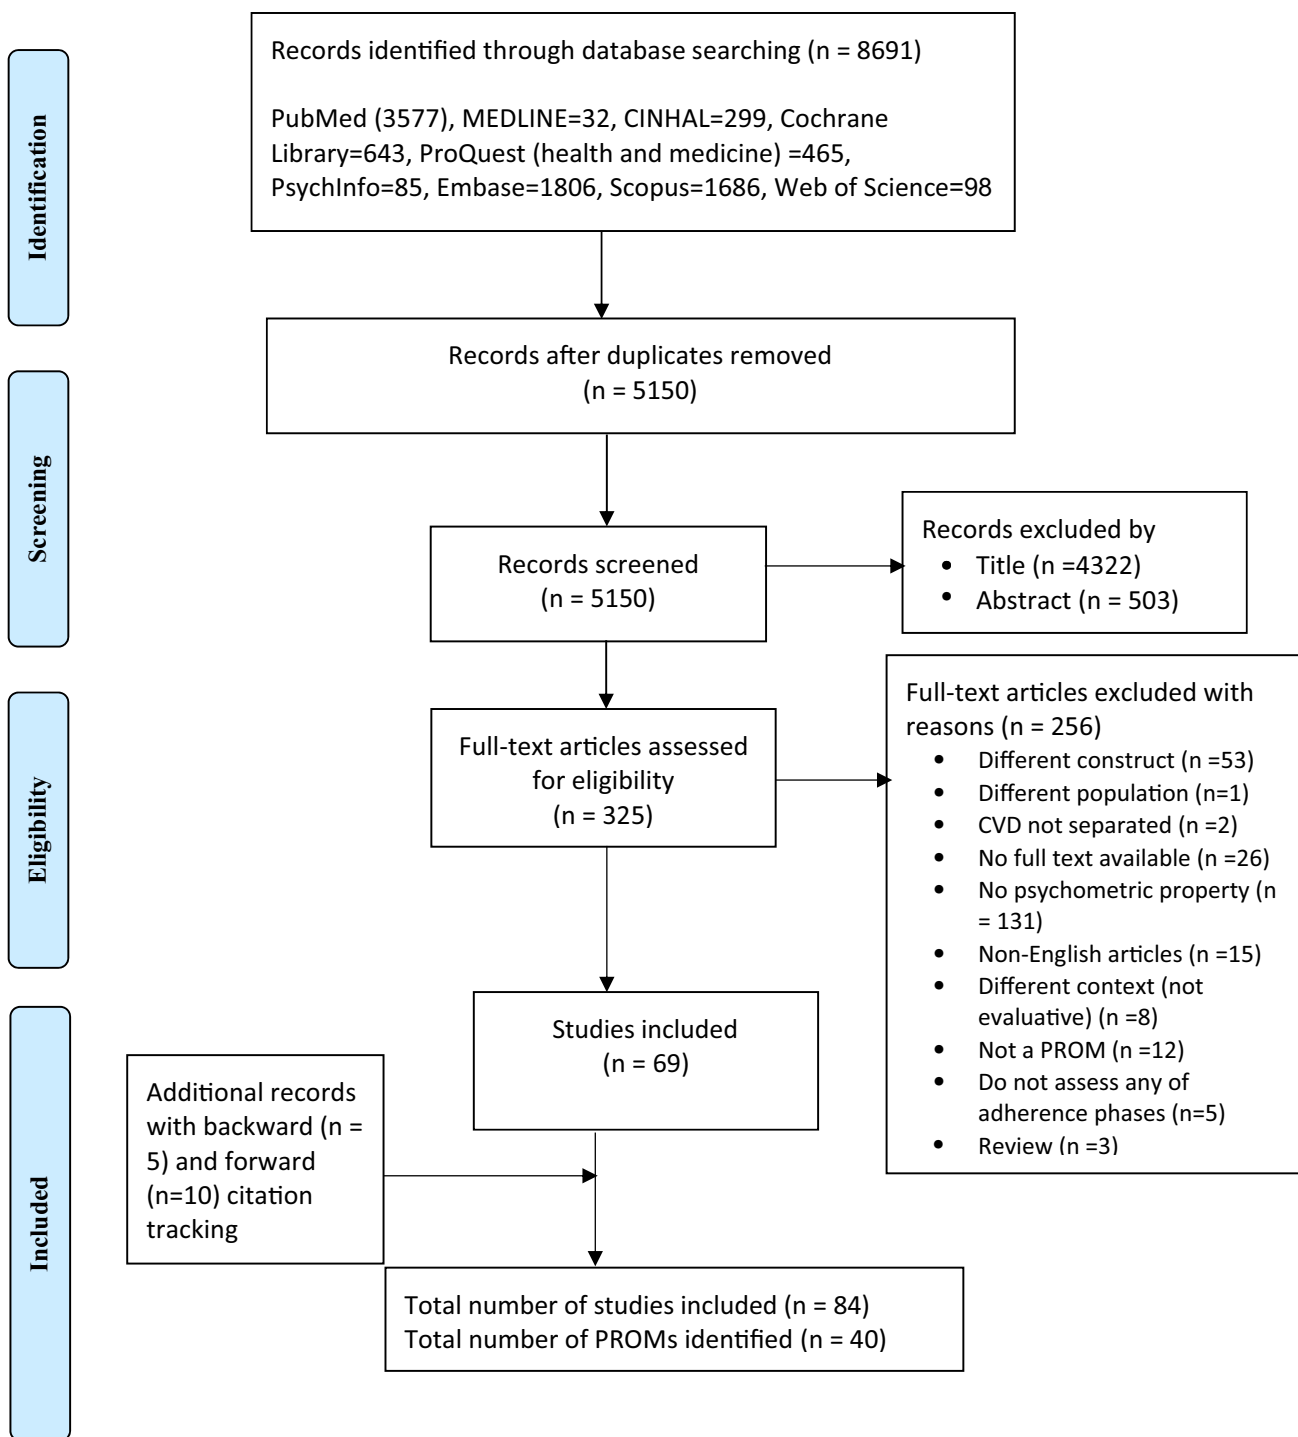 Identification
Records identified through database searching (n = 8691)
PubMed (3577), MEDLINE=32, CINHAL=299, Cochrane
Library=643, ProQuest (health and medicine) =465,
PsychInfo=85, Embase=1806, Scopus=1686, Web of Science=98
Records after duplicates removed
(n = 5150)
Screening
Records screened
(n = 5150)
Records excluded by
• Title (n =4322)
• Abstract (n = 503)
Eligibility
Full-text articles assessed
for eligibility
(n = 325)
Full-text articles excluded with
reasons (n = 256)
• Different construct (n =53)
• Different population (n=1)
• CVD not separated (n =2)
• No full text available (n =26)
• No psychometric property (n
= 131)
• Non-English articles (n =15)
• Different context (not
evaluative) (n =8)
• Not a PROM (n =12)
• Do not assess any of
adherence phases (n=5)
• Review (n =3)
Included
Studies included
(n = 69)
Additional records
with backward (n =
5) and forward
(n=10) citation
tracking
Total number of studies included (n = 84)
Total number of PROMs identified (n = 40)